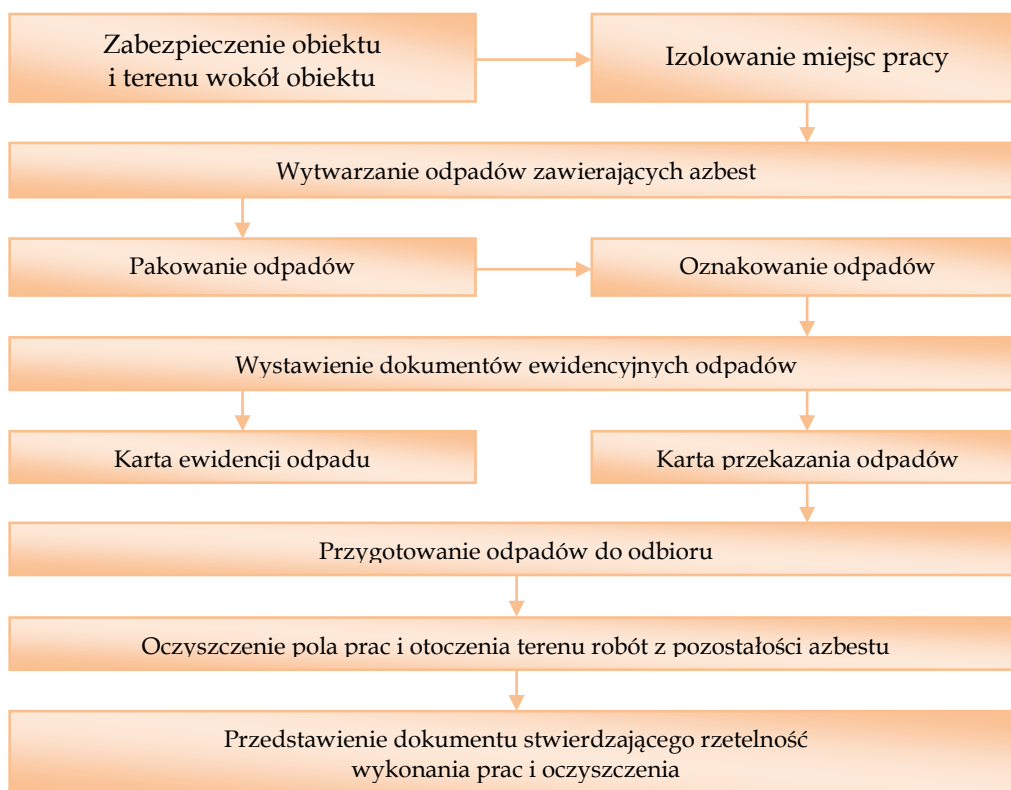 Zabezpieczenie obiektu
i terenu wokół obiektu
Izolowanie miejsc pracy
Wytwarzanie odpadów zawierających azbest
Pakowanie odpadów
Oznakowanie odpadów
Wystawienie dokumentów ewidencyjnych odpadów
Karta ewidencji odpadu
Karta przekazania odpadów
Przygotowanie odpadów do odbioru
Oczyszczenie pola prac i otoczenia terenu robót z pozostałości azbestu
Przedstawienie dokumentu stwierdzającego rzetelność
wykonania prac i oczyszczenia